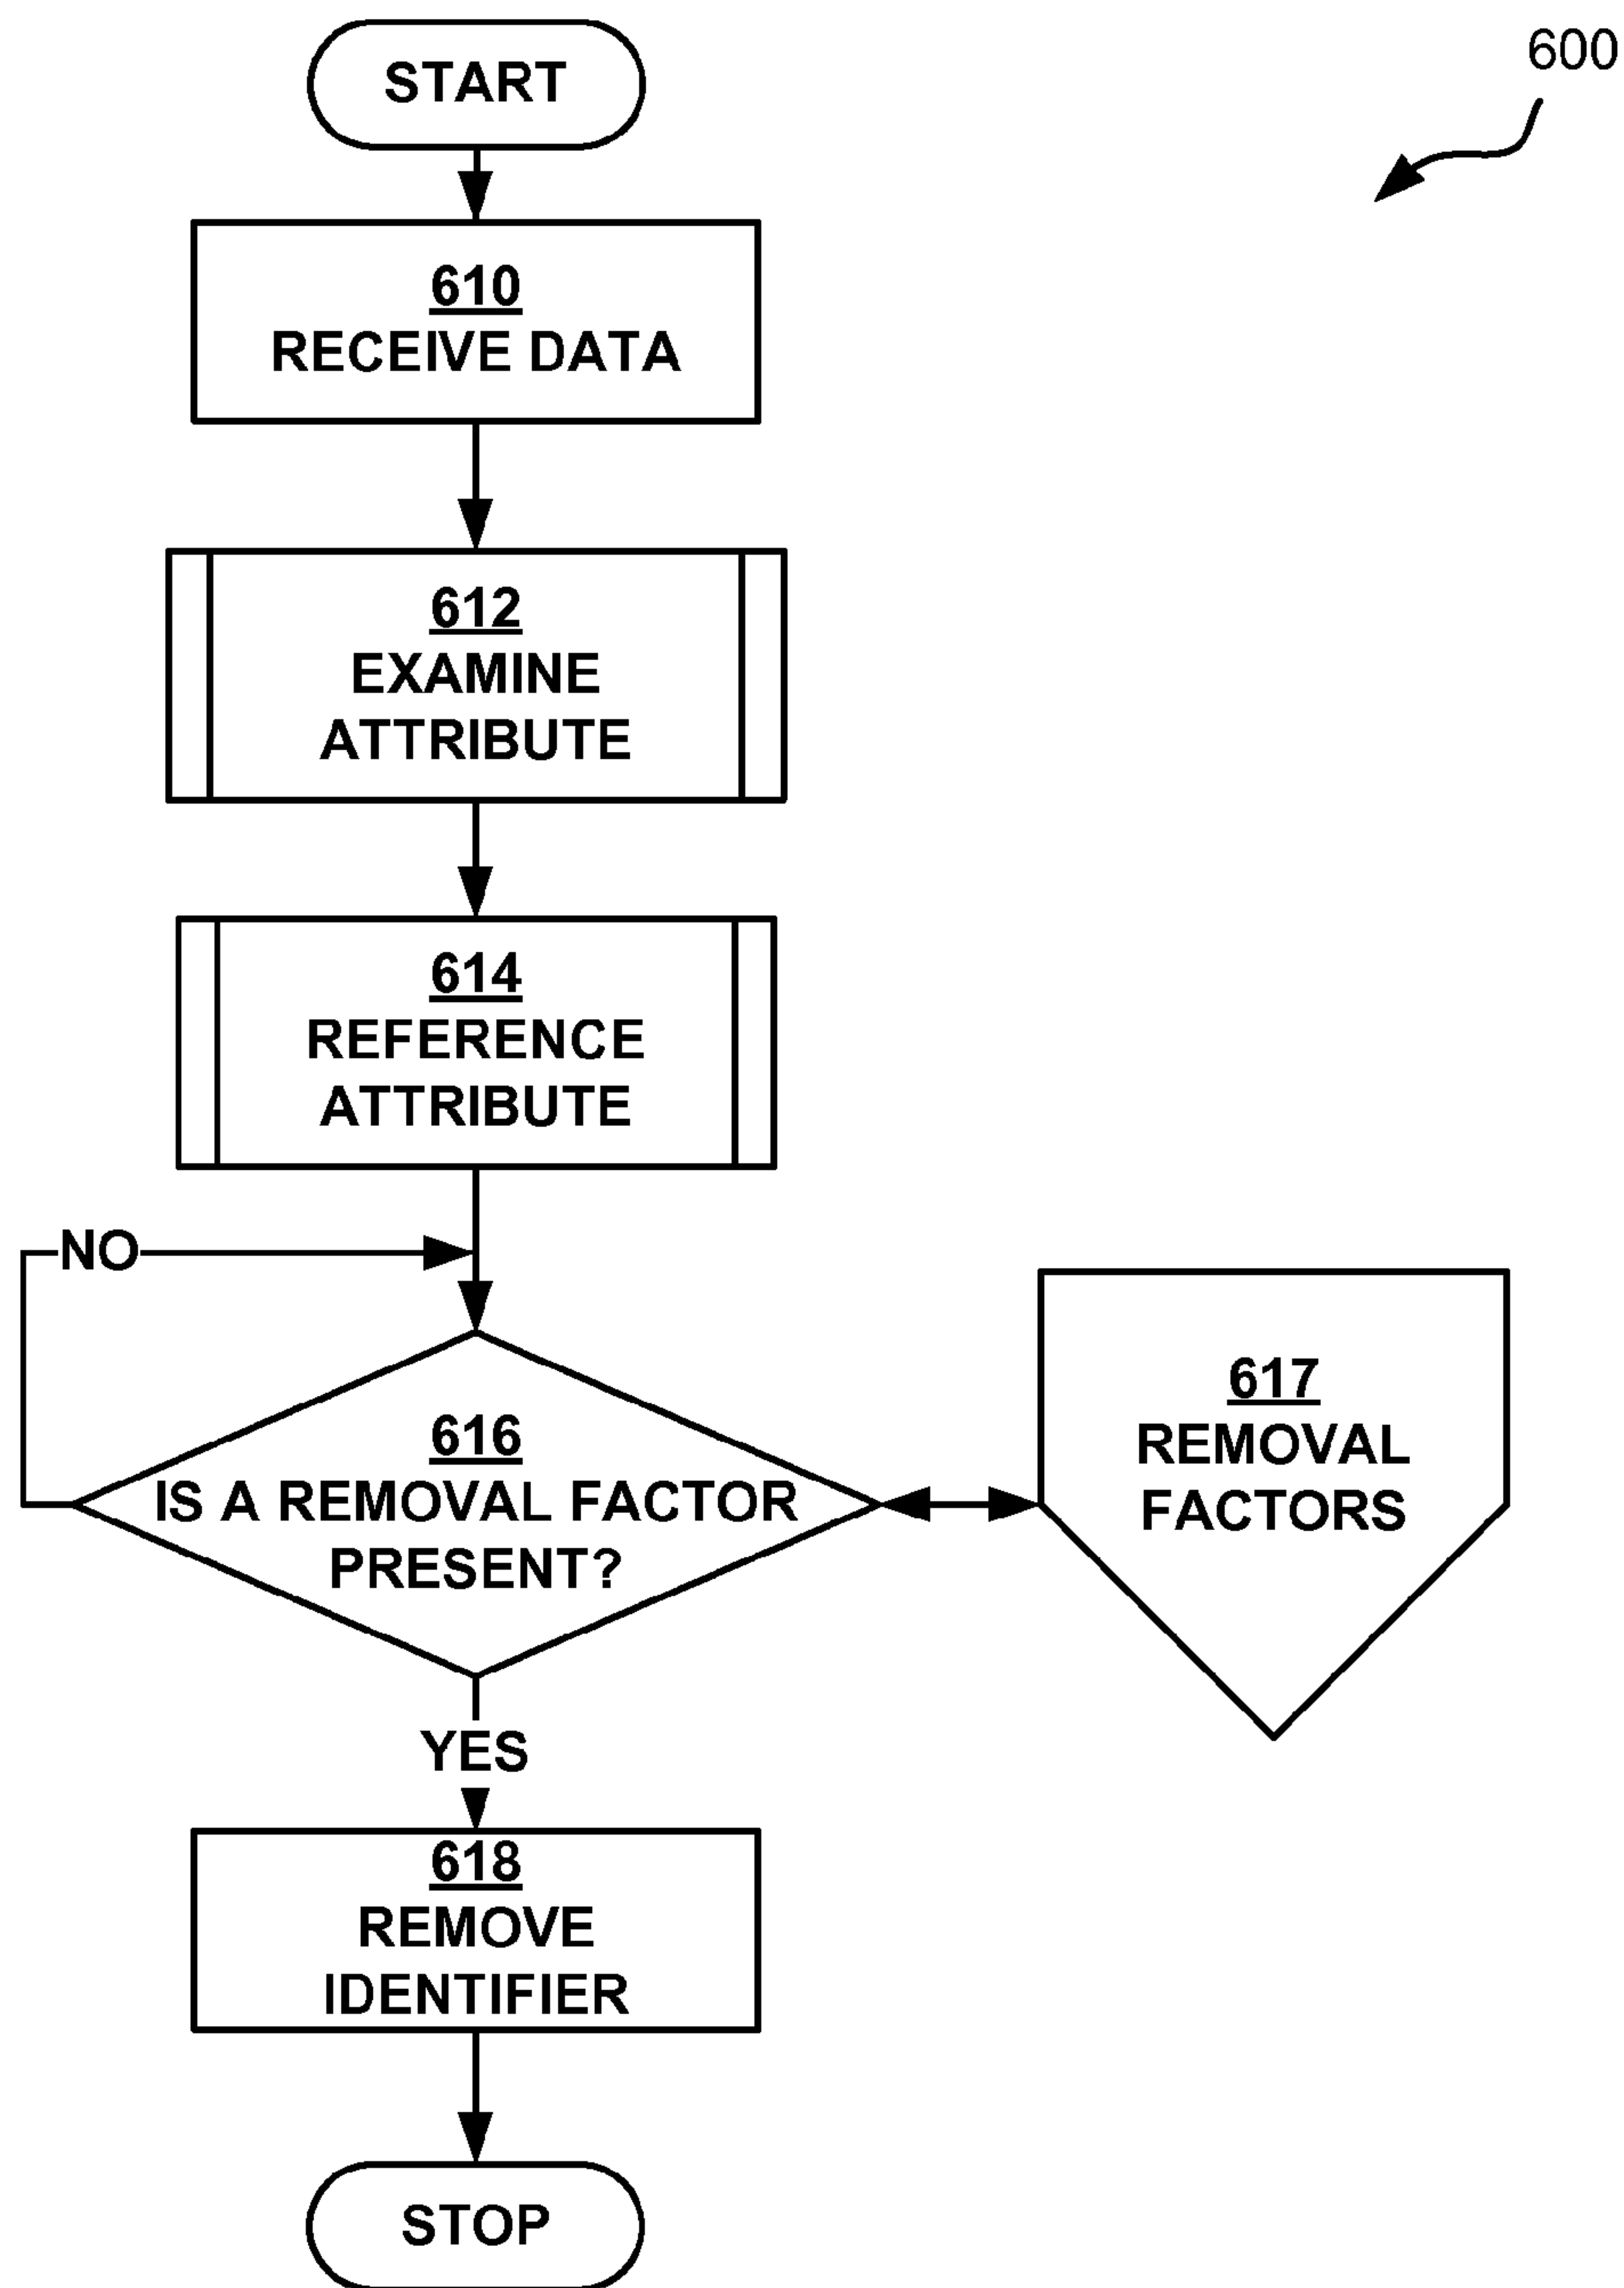 START
600
610
RECEIVE DATA
612
EXAMINE
ATTRIBUTE
614
REFERENCE
ATTRIBUTE
NO
616
IS A REMOVAL FACTOR
PRESENT?
617
REMOVAL
FACTORS
YES
618
REMOVE
IDENTIFIER
STOP